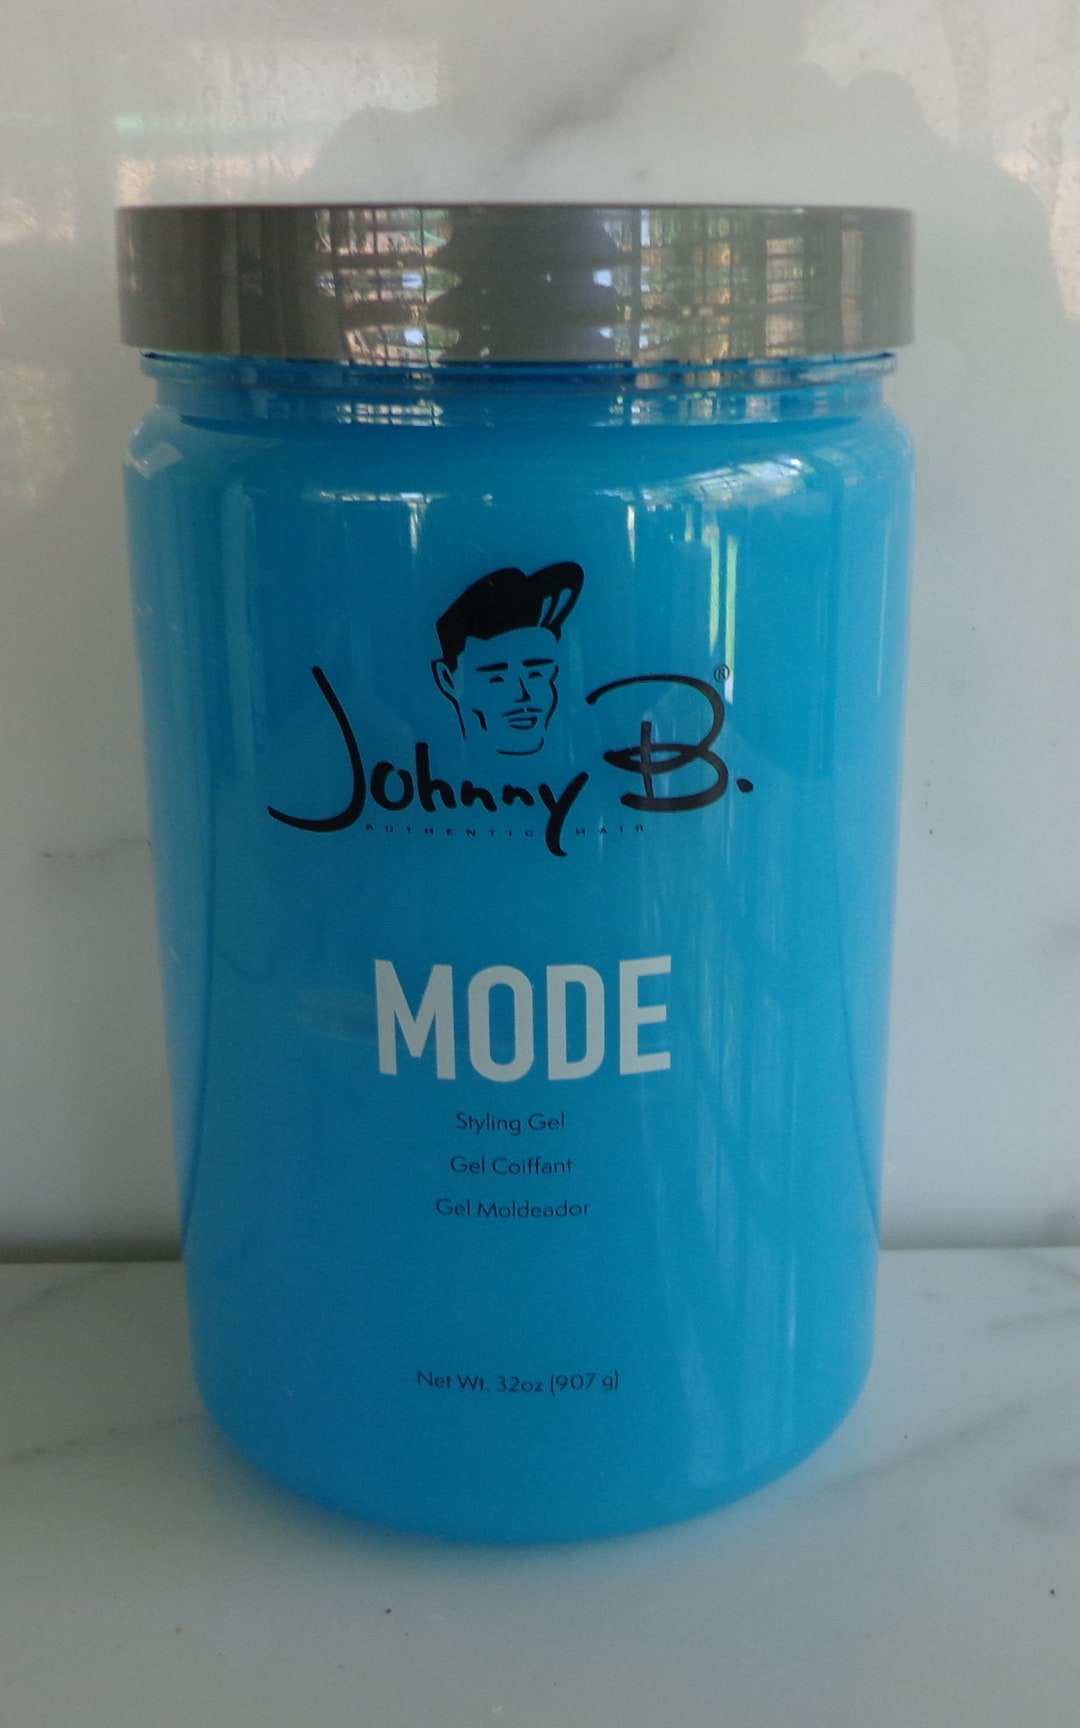 Johnny B.®
AUTHENTIC HAIR
MODE
Styling Gel
Gel Coiffant
Gel Moldeador
Net Wt. 32oz (907 g)